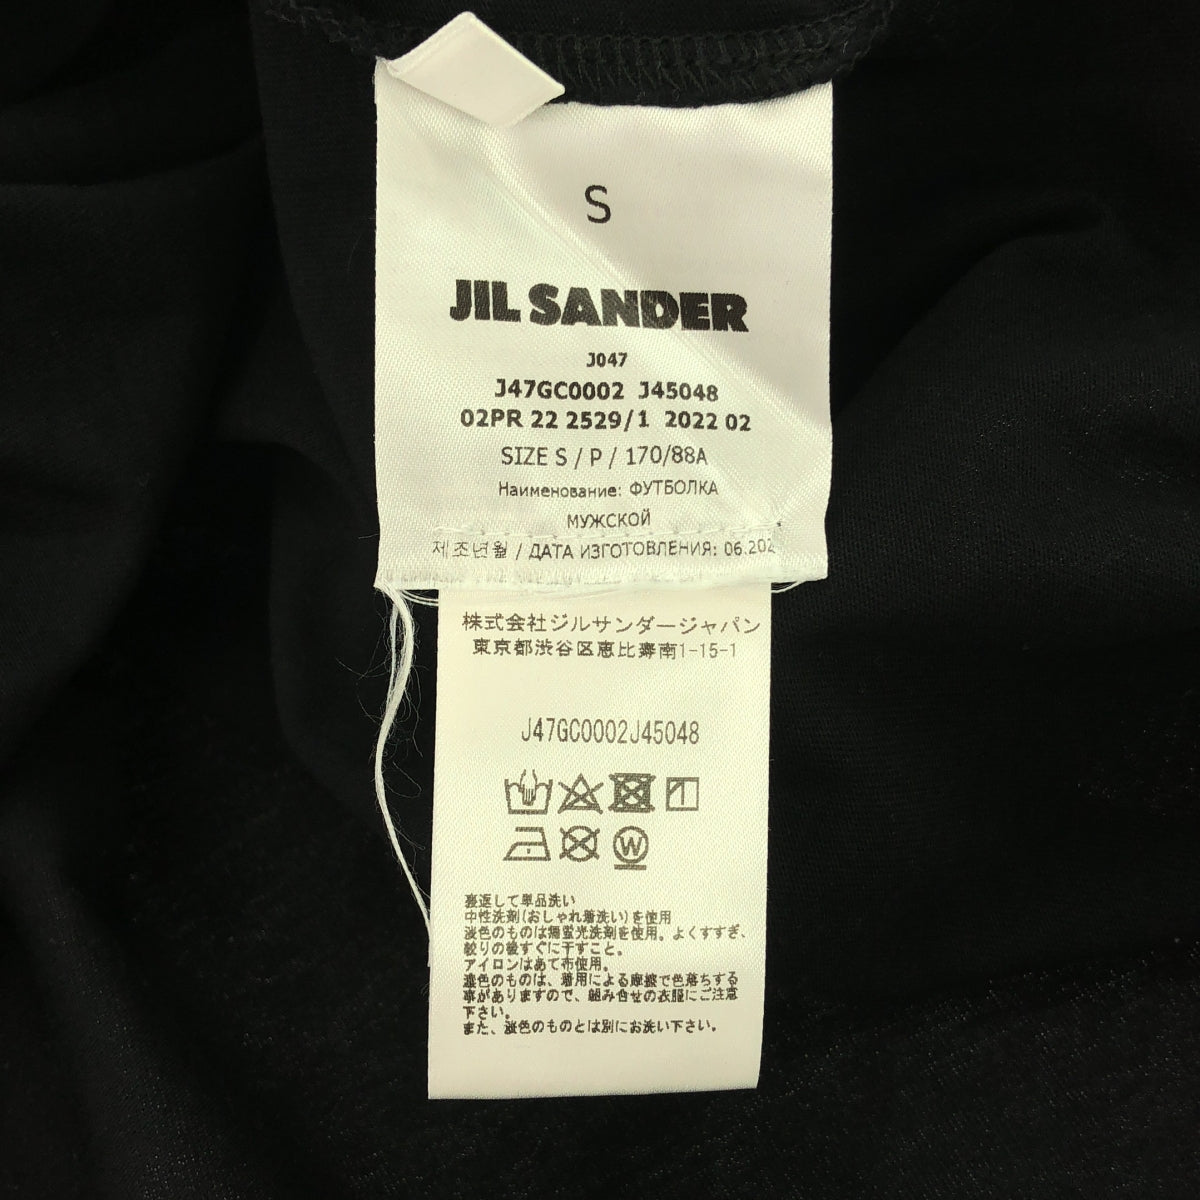 S
JIL SANDER
J047
J47GC0002 J45048
02PR 22 2529/1 2022 02
SIZE S / P / 170/88A
Наименование: ФУТБОЛКА
МУЖСКОЙ
제조년월 / ДАТА ИЗГОТОВЛЕНИЯ: 06.202
株式会社ジルサンダージャパン
東京都渋谷区恵比寿南1-15-1
J47GC0002J45048
W
裏返して単品洗い
中性洗剤(おしゃれ着洗い)を使用
淡色のものは無蛍光洗剤を使用。よくすすぎ、
絞りの後すぐに干すこと。
アイロンはあて布使用。
濃色のものは、着用による摩擦で色落ちする
事がありますので、組み合せの衣服にご注意
下さい。
また、淡色のものとは別にお洗い下さい。